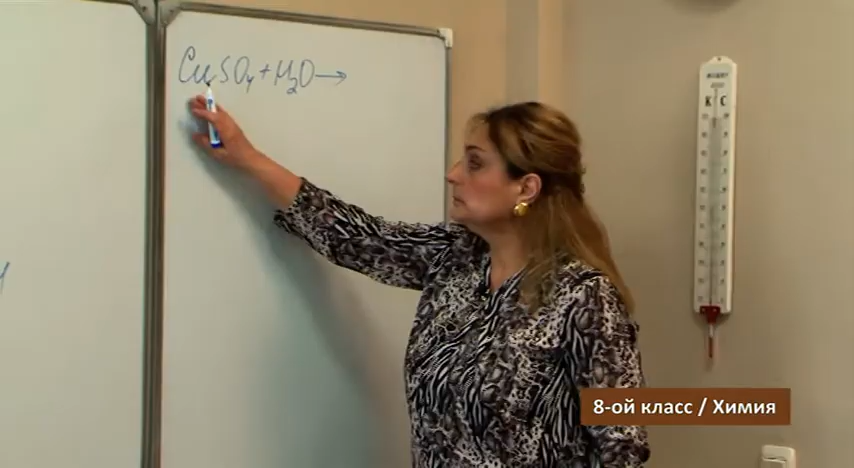 CuSO₄ + H₂O →
K C
8-ой класс / Химия